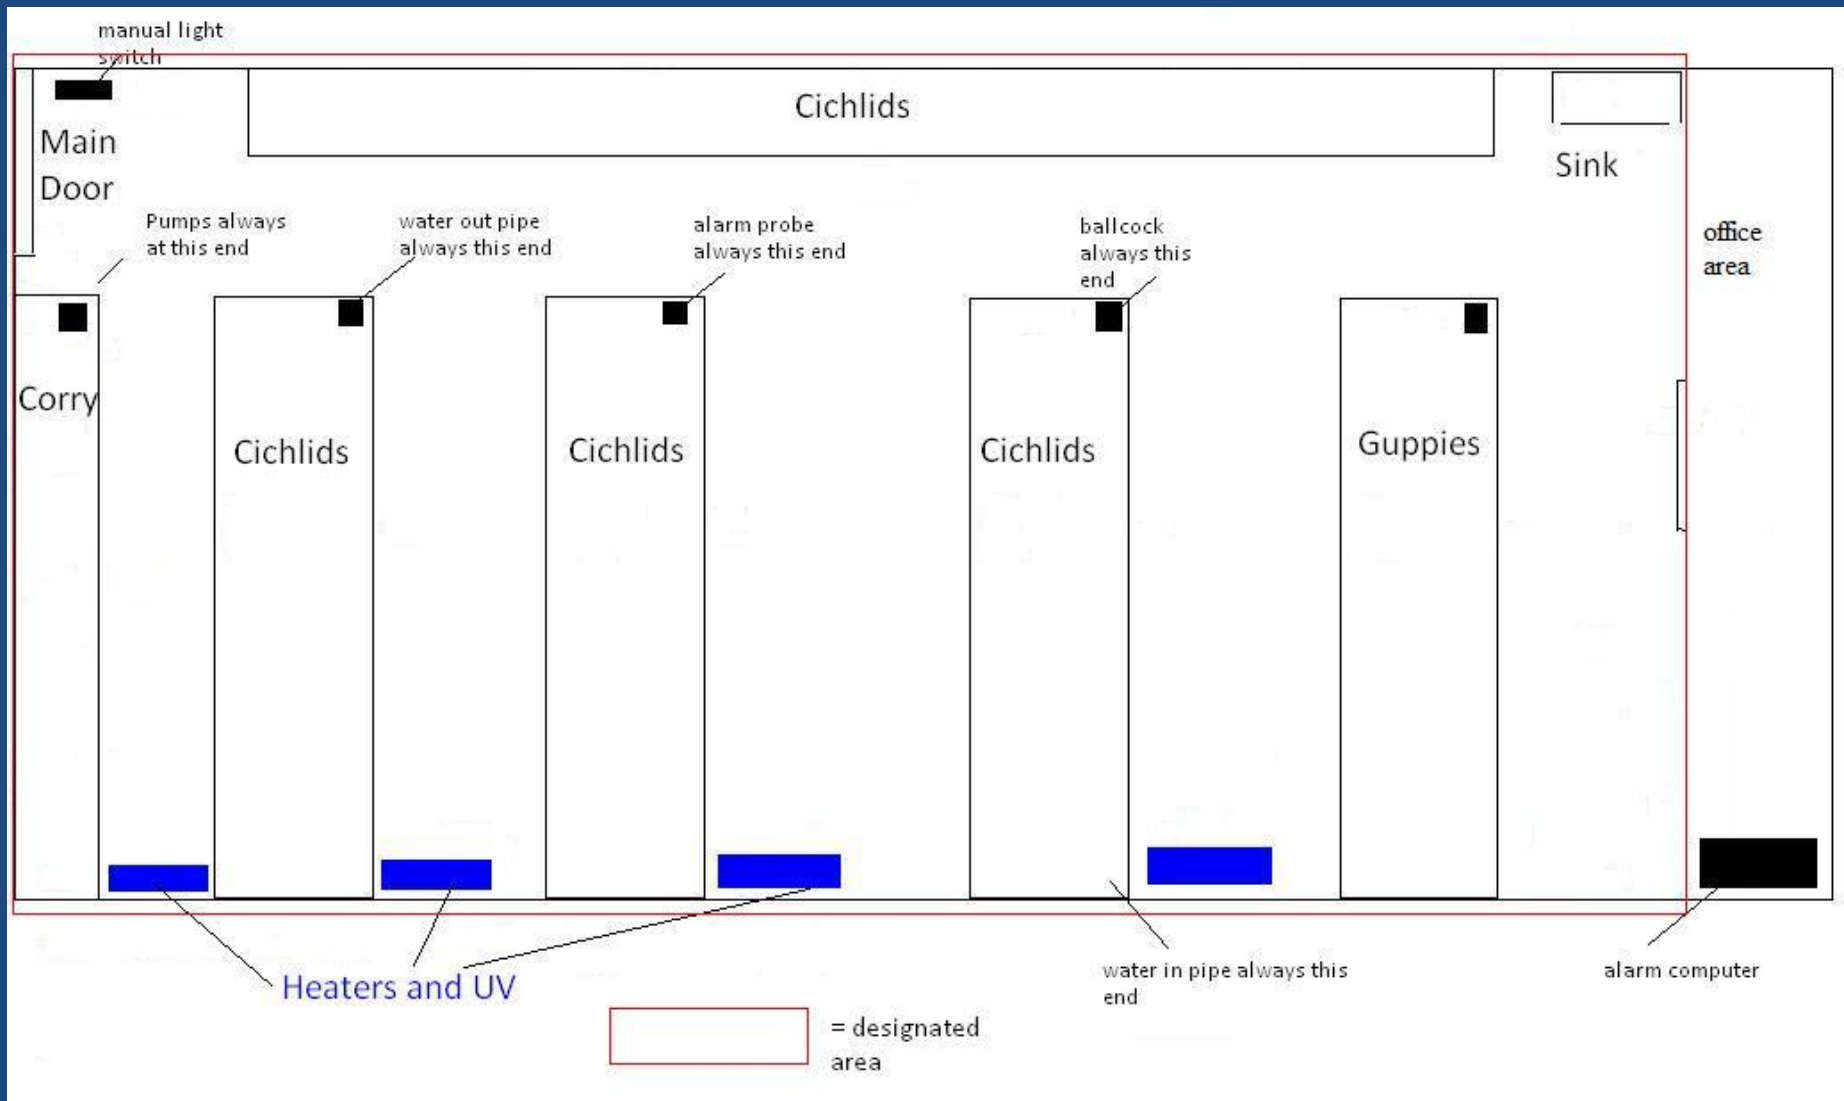 manual light
switch
Cichlids
Main
Door
Sink
Pumps always
at this end
water out pipe
always this end
alarm probe
always this end
ballcock
always this
end
office
area
Corry
Cichlids
Cichlids
Cichlids
Guppies
Heaters and UV
water in pipe always this
end
alarm computer
= designated
area